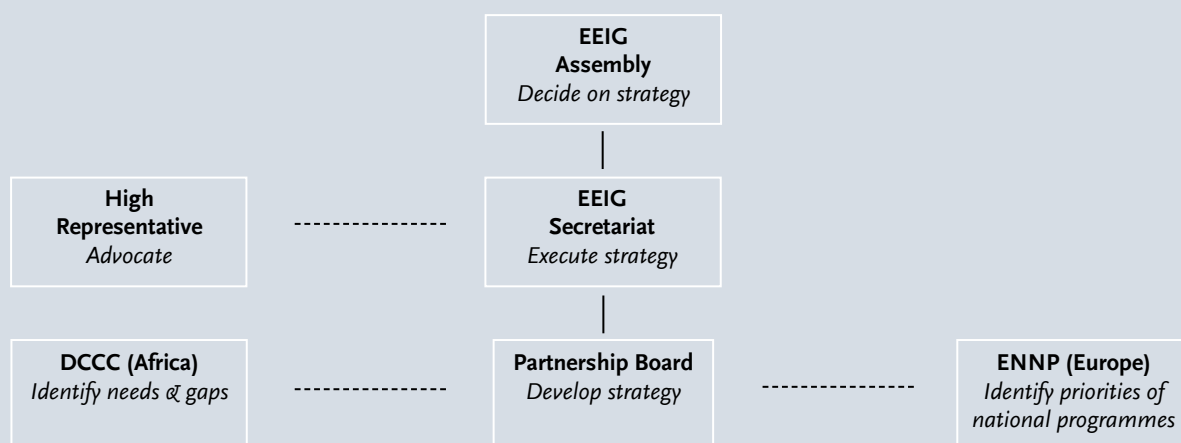 EEIG
Assembly
Decide on strategy
High
Representative
Advocate
EEIG
Secretariat
Execute strategy
DCCC (Africa)
Identify needs & gaps
Partnership Board
Develop strategy
ENNP (Europe)
Identify priorities of
national programmes